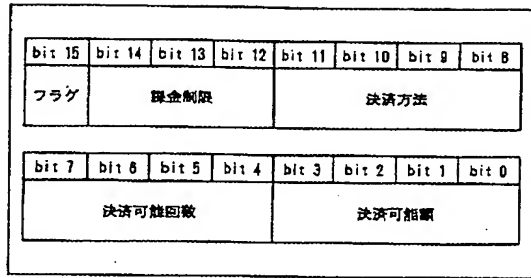 bit 15 bit 14 bit 13 bit 12 bit 11 bit 10 bit 9 bit 8
フラグ 課金制限 決済方法
bit 7 bit 6 bit 5 bit 4 bit 3 bit 2 bit 1 bit 0
決済可能回数 決済可能額